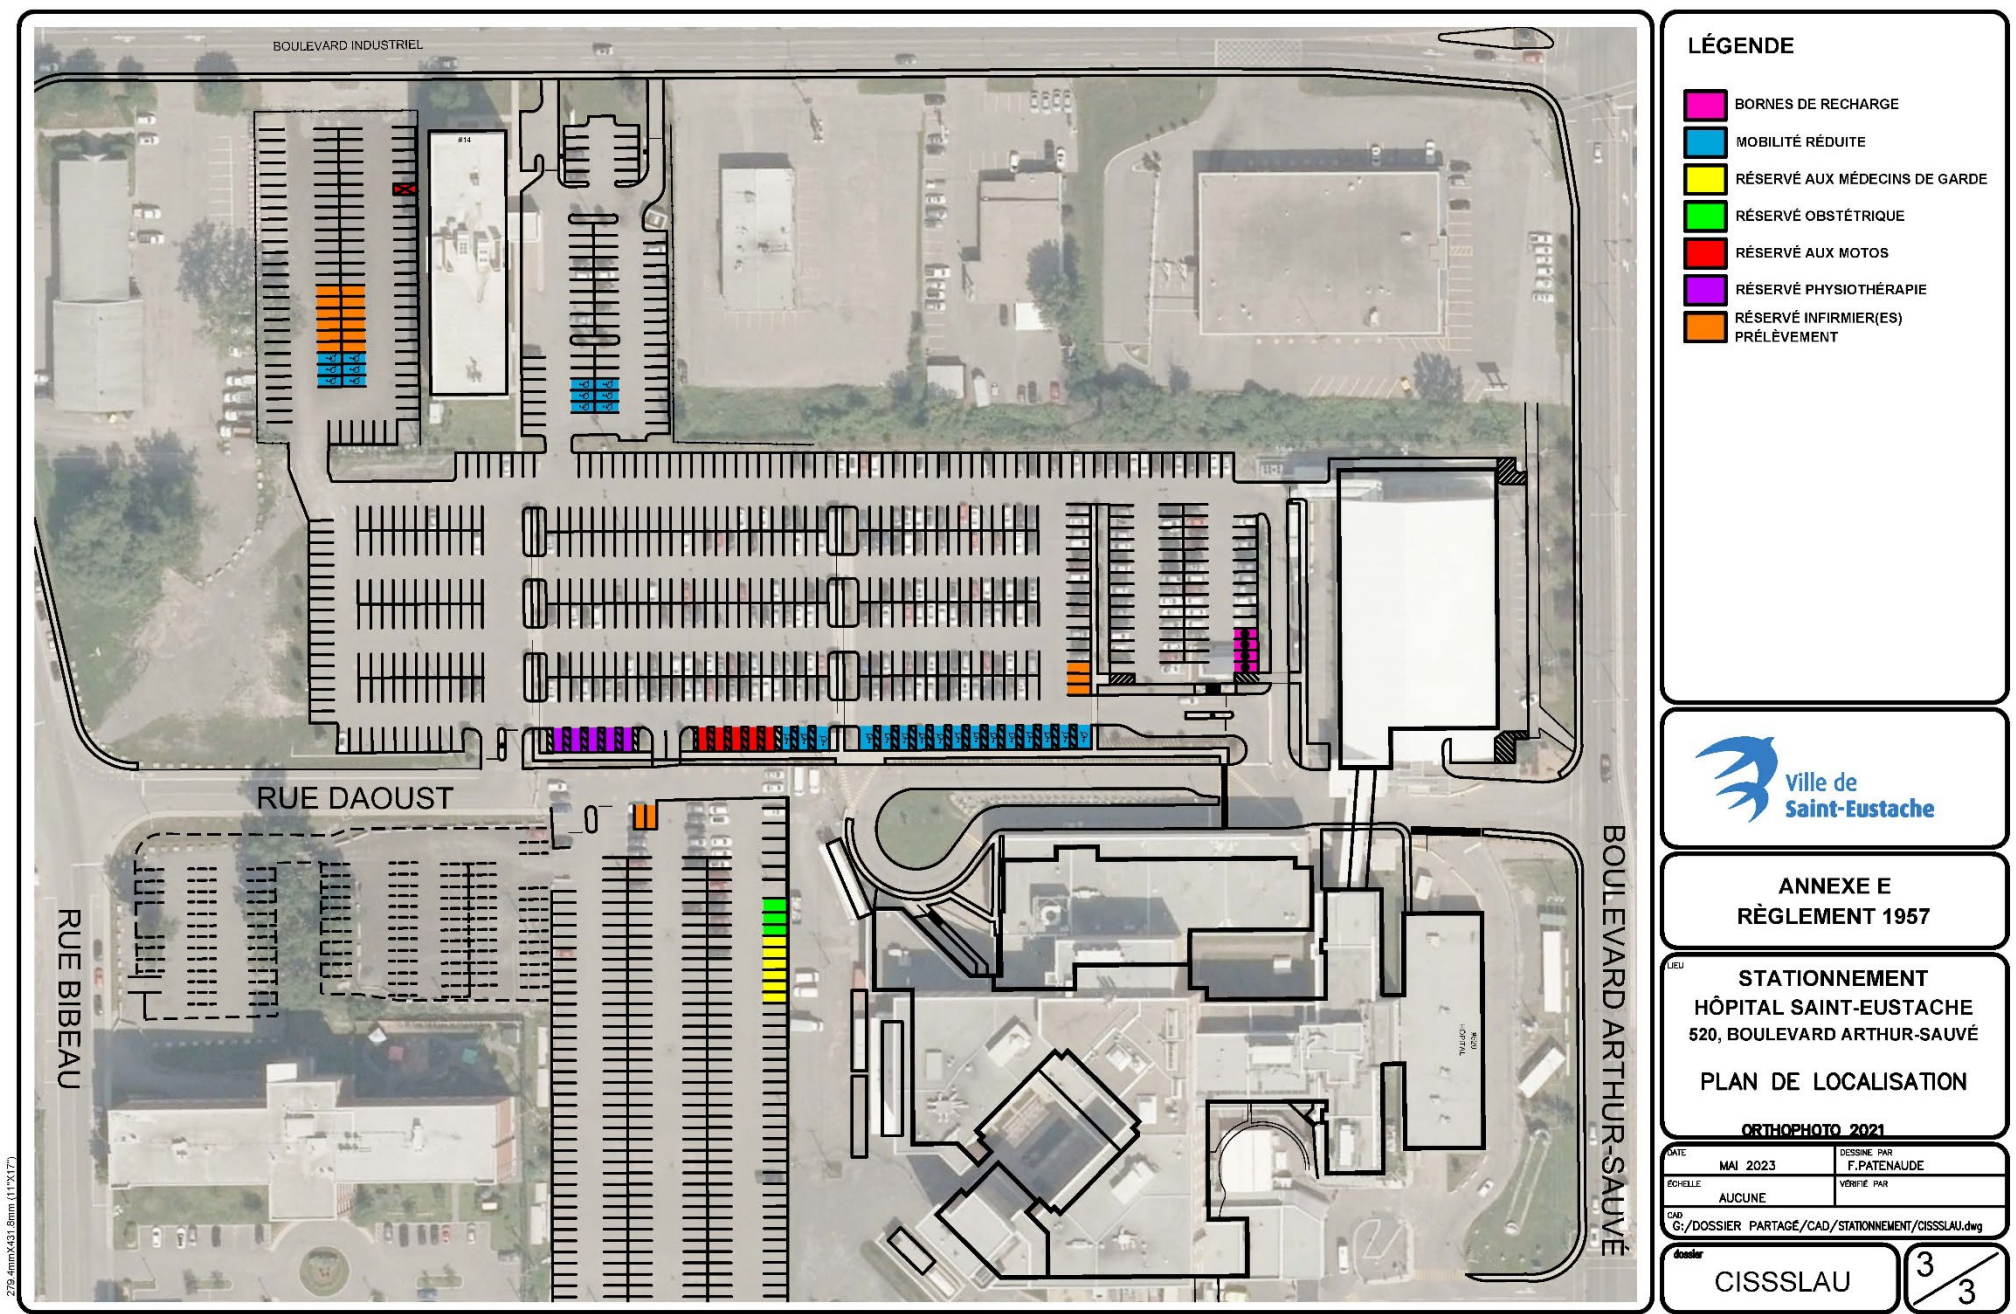 BOULEVARD INDUSTRIEL
#14
RUE DAOUST
RUE BIBEAU
BOULEVARD ARTHUR-SAUVÉ
#520
HÔPITAL
279.4mmX431.8mm (11"X17")
LÉGENDE
BORNES DE RECHARGE
MOBILITÉ RÉDUITE
RÉSERVÉ AUX MÉDECINS DE GARDE
RÉSERVÉ OBSTÉTRIQUE
RÉSERVÉ AUX MOTOS
RÉSERVÉ PHYSIOTHÉRAPIE
RÉSERVÉ INFIRMIER(ES)
PRÉLÈVEMENT
Ville de
Saint-Eustache
ANNEXE E
RÈGLEMENT 1957
LIEU
STATIONNEMENT
HÔPITAL SAINT-EUSTACHE
520, BOULEVARD ARTHUR-SAUVÉ
PLAN DE LOCALISATION
ORTHOPHOTO 2021
DATE
MAI 2023
DESSINÉ PAR
F.PATENAUDE
ÉCHELLE
AUCUNE
VÉRIFIÉ PAR
CAD
G:/DOSSIER PARTAGÉ/CAD/STATIONNEMENT/CISSSLAU.dwg
dossier
CISSSLAU
3/3